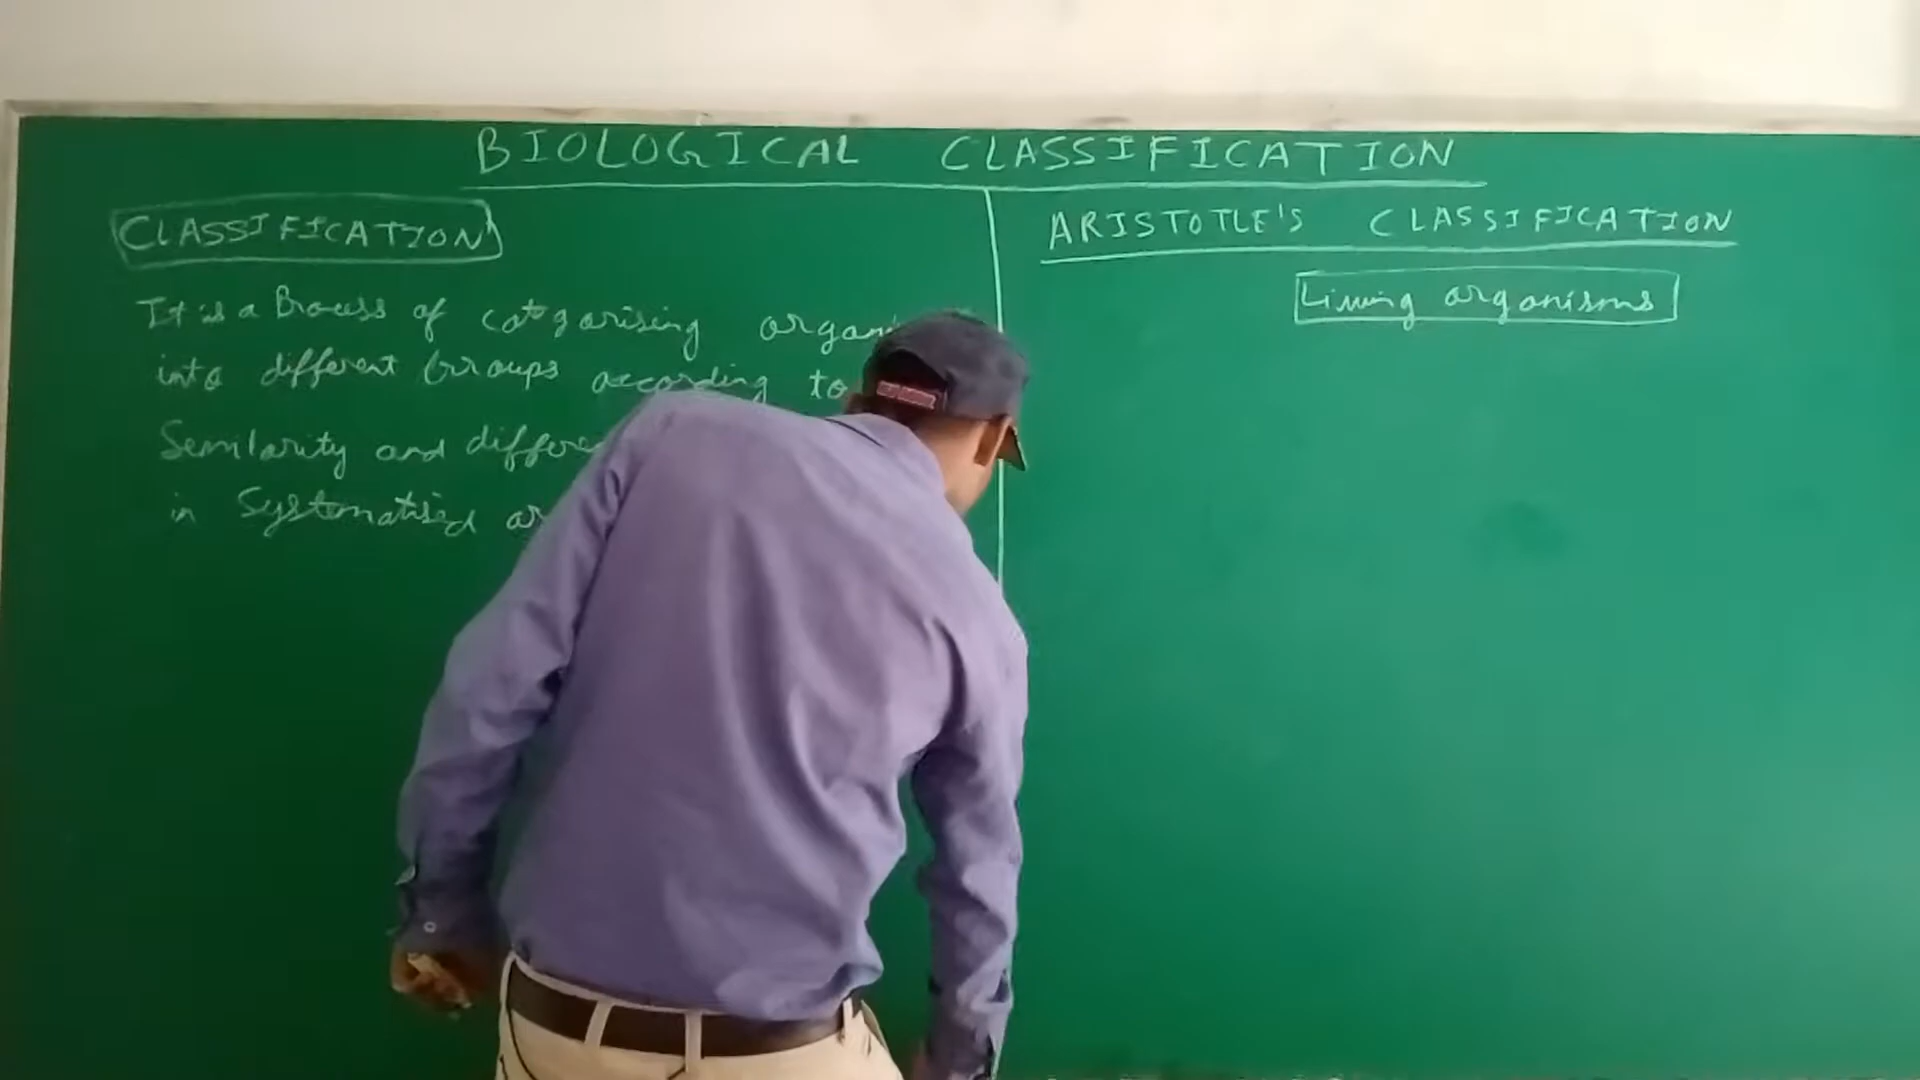 BIOLOGICAL CLASSIFICATION
CLASSIFICATION
It is a Process of catgorising
into different Groups according to
Semilarity and
in Systematised
ARISTOTLE'S CLASSIFICATION
Living organisms